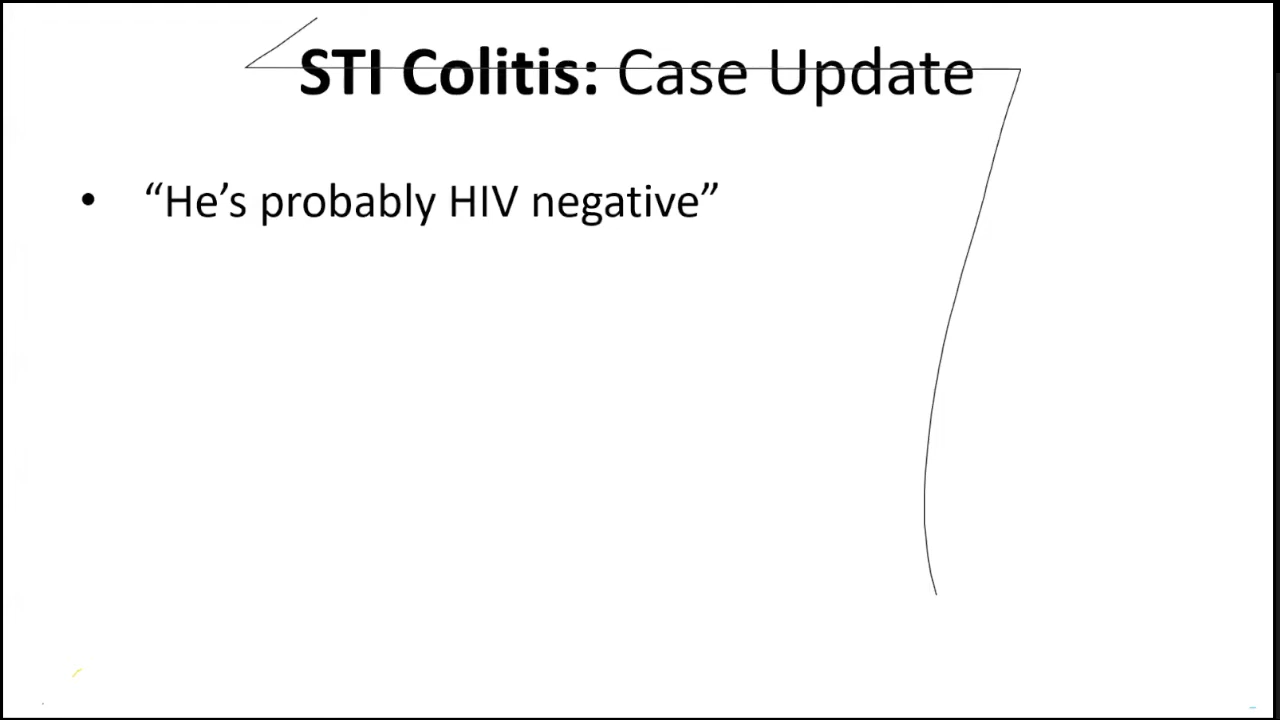 STI Colitis: Case Update
• “He’s probably HIV negative”